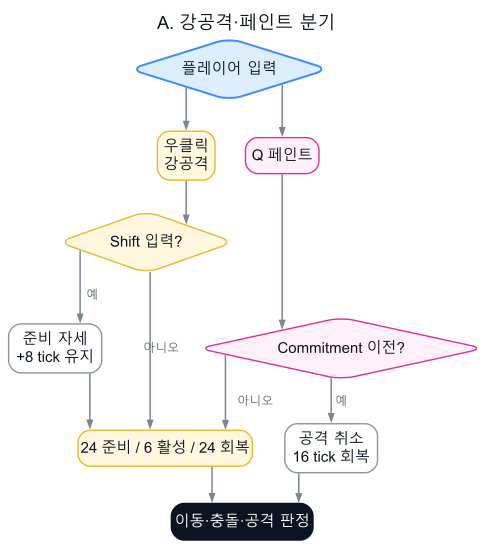 A. 강공격·페인트 분기
플레이어 입력
우클릭
강공격
Q 페인트
Shift 입력?
예
준비 자세
+8 tick 유지
아니오
Commitment 이전?
아니오
예
24 준비 / 6 활성 / 24 회복
공격 취소
16 tick 회복
이동·충돌·공격 판정